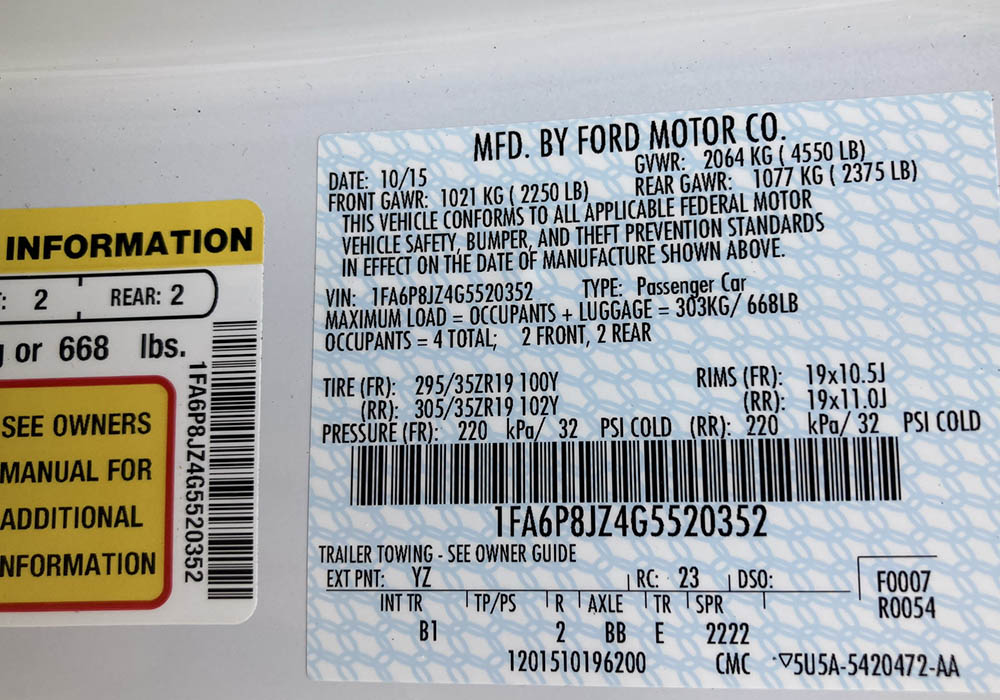 INFORMATION
: 2 REAR: 2
or 668 lbs.
1FA6P8JZ4G5520352
SEE OWNERS
MANUAL FOR
ADDITIONAL
NFORMATION
MFD. BY FORD MOTOR CO.
DATE: 10/15 GVWR: 2064 KG ( 4550 LB)
FRONT GAWR: 1021 KG ( 2250 LB) REAR GAWR: 1077 KG ( 2375 LB)
THIS VEHICLE CONFORMS TO ALL APPLICABLE FEDERAL MOTOR
VEHICLE SAFETY, BUMPER, AND THEFT PREVENTION STANDARDS
IN EFFECT ON THE DATE OF MANUFACTURE SHOWN ABOVE.
VIN: 1FA6P8JZ4G5520352 TYPE: Passenger Car
MAXIMUM LOAD = OCCUPANTS + LUGGAGE = 303KG/ 668LB
OCCUPANTS = 4 TOTAL; 2 FRONT, 2 REAR
TIRE (FR): 295/35ZR19 100Y RIMS (FR): 19x10.5J
(RR): 305/35ZR19 102Y (RR): 19x11.0J
PRESSURE (FR): 220 kPa/ 32 PSI COLD (RR): 220 kPa/ 32 PSI COLD
1FA6P8JZ4G5520352
TRAILER TOWING - SEE OWNER GUIDE
EXT PNT: YZ RC: 23 DSO: F0007
INT TR TP/PS R AXLE TR SPR R0054
B1 2 BB E 2222
1201510196200 CMC ▽5U5A-5420472-AA